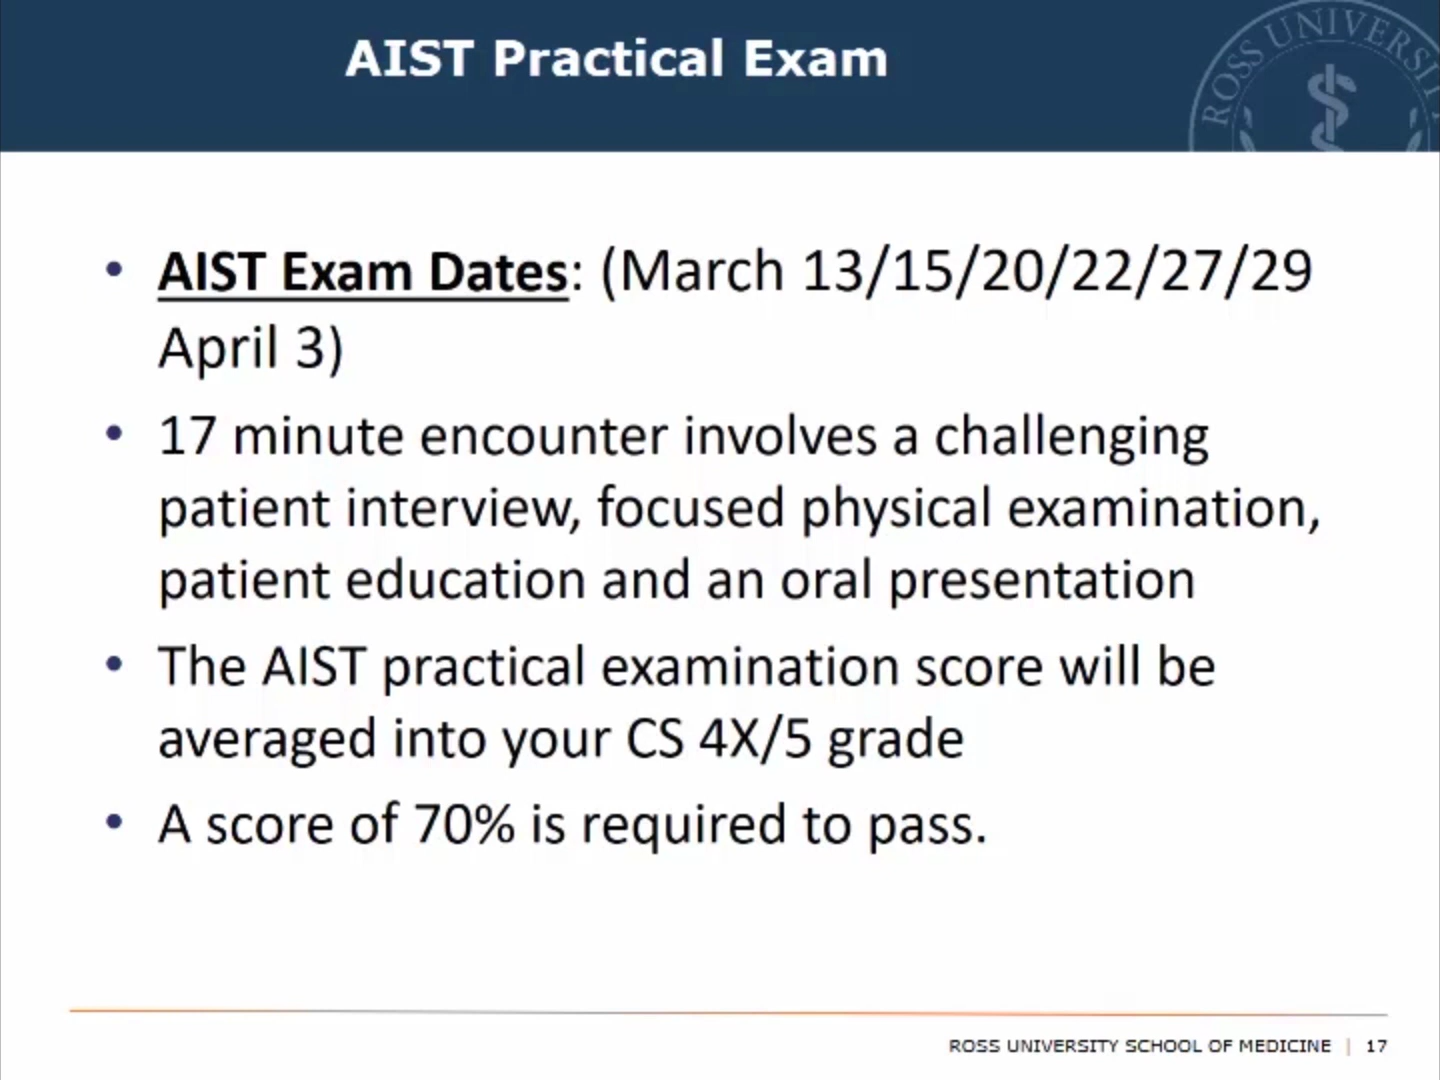 AIST Practical Exam
ROSS UNIVERSIT
• AIST Exam Dates: (March 13/15/20/22/27/29
April 3)
• 17 minute encounter involves a challenging
patient interview, focused physical examination,
patient education and an oral presentation
• The AIST practical examination score will be
averaged into your CS 4X/5 grade
• A score of 70% is required to pass.
ROSS UNIVERSITY SCHOOL OF MEDICINE | 17